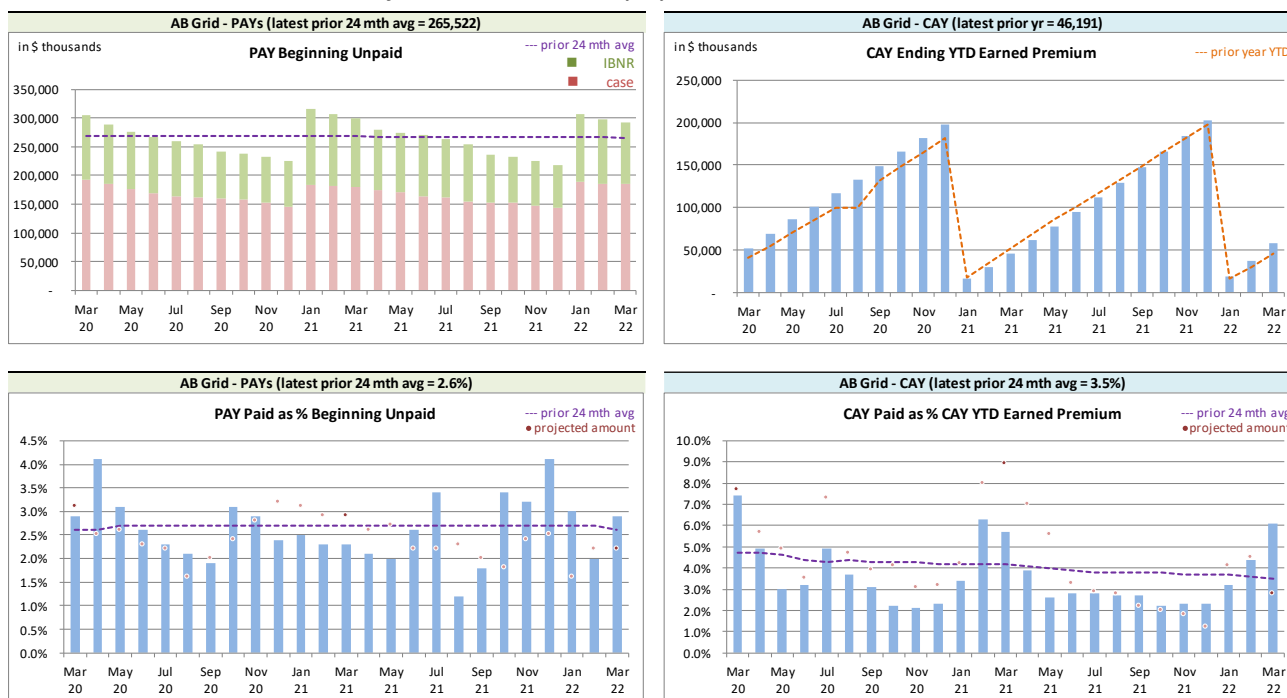 AB Grid - PAYs (latest prior 24 mth avg = 265,522)
in $ thousands
PAY Beginning Unpaid
--- prior 24 mth avg
IBNR
case
350,000
300,000
250,000
200,000
150,000
100,000
50,000
-
Mar 20 May 20 Jul 20 Sep 20 Nov 20 Jan 21 Mar 21 May 21 Jul 21 Sep 21 Nov 21 Jan 22 Mar 22
AB Grid - CAY (latest prior yr = 46,191)
in $ thousands
CAY Ending YTD Earned Premium
--- prior year YTD
250,000
200,000
150,000
100,000
50,000
-
Mar 20 May 20 Jul 20 Sep 20 Nov 20 Jan 21 Mar 21 May 21 Jul 21 Sep 21 Nov 21 Jan 22 Mar 22
AB Grid - PAYs (latest prior 24 mth avg = 2.6%)
PAY Paid as % Beginning Unpaid
--- prior 24 mth avg
• projected amount
4.5%
4.0%
3.5%
3.0%
2.5%
2.0%
1.5%
1.0%
0.5%
0.0%
Mar 20 May 20 Jul 20 Sep 20 Nov 20 Jan 21 Mar 21 May 21 Jul 21 Sep 21 Nov 21 Jan 22 Mar 22
AB Grid - CAY (latest prior 24 mth avg = 3.5%)
CAY Paid as % CAY YTD Earned Premium
--- prior 24 mth avg
• projected amount
10.0%
9.0%
8.0%
7.0%
6.0%
5.0%
4.0%
3.0%
2.0%
1.0%
0.0%
Mar 20 May 20 Jul 20 Sep 20 Nov 20 Jan 21 Mar 21 May 21 Jul 21 Sep 21 Nov 21 Jan 22 Mar 22